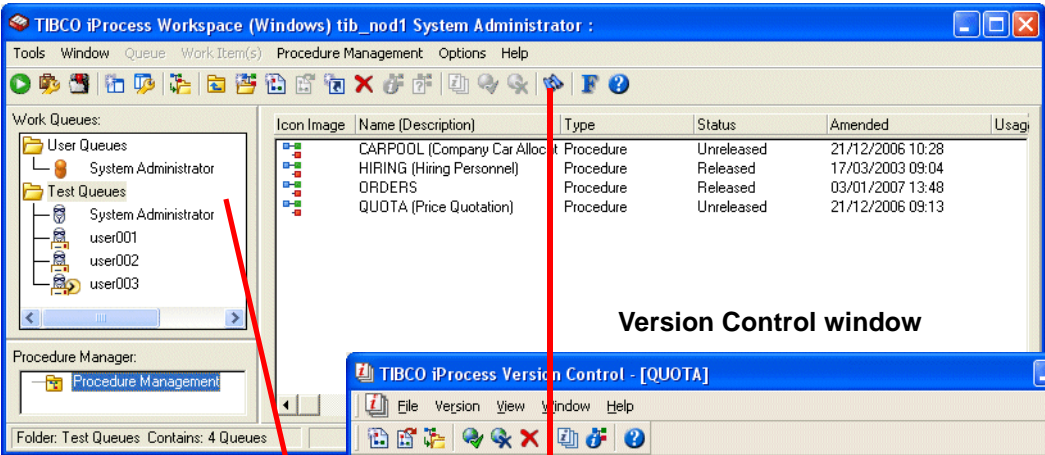 TIBCO iProcess Workspace (Windows) tib_nod1 System Administrator :
Tools Window Queue Work Item(s) Procedure Management Options Help
F ?
Work Queues:
User Queues
System Administrator
Test Queues
System Administrator
user001
user002
user003
Icon Image Name (Description) Type Status Amended Usag
CARPOOL (Company Car Allocat Procedure Unreleased 21/12/2006 10:28
HIRING (Hiring Personnel) Procedure Released 17/03/2003 09:04
ORDERS Procedure Released 03/01/2007 13:48
QUOTA (Price Quotation) Procedure Unreleased 21/12/2006 09:13
Version Control window
Procedure Manager:
Procedure Management
Folder: Test Queues Contains: 4 Queues
TIBCO iProcess Version Control - [QUOTA]
File Version View Window Help
?